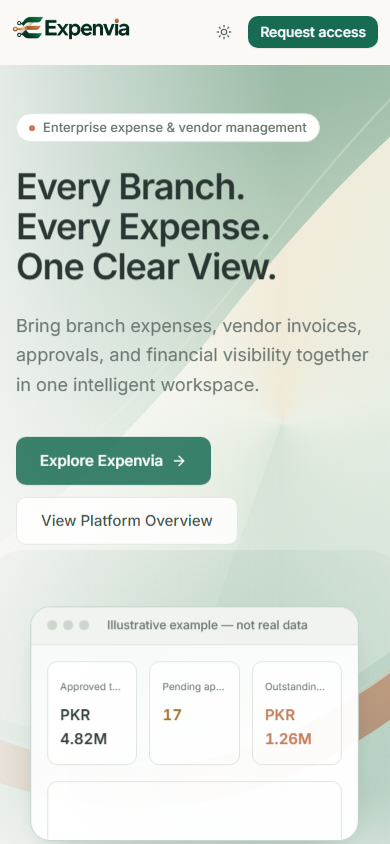 Expenvia
Request access
Enterprise expense & vendor management
Every Branch.
Every Expense.
One Clear View.
Bring branch expenses, vendor invoices,
approvals, and financial visibility together
in one intelligent workspace.
Explore Expenvia →
View Platform Overview
Illustrative example — not real data
Approved t...
Pending ap...
Outstandin...
PKR
4.82M
17
PKR
1.26M